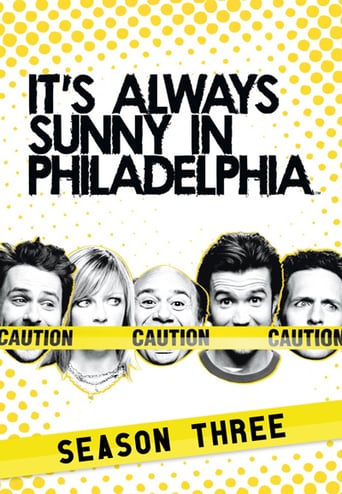 IT'S ALWAYS
SUNNY IN
PHILADELPHIA
CAUTION CAUTION CAUTION
SEASON THREE